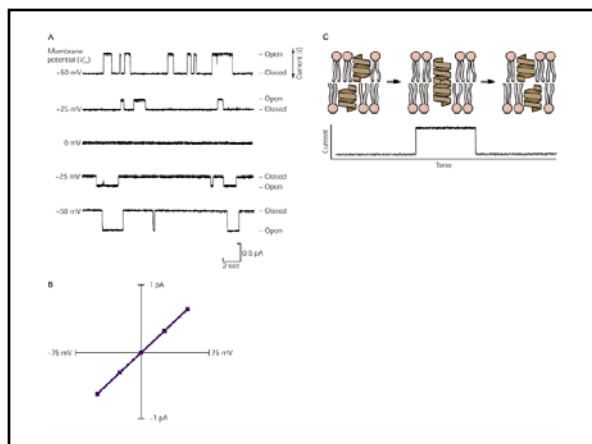 A
Membrane
potential (Vm)
+50 mV
Open
Closed
Current (i)
+25 mV
Open
Closed
0 mV
−25 mV
Closed
Open
−50 mV
Closed
Open
0.5 pA
2 sec
B
1 pA
−75 mV
75 mV
−1 pA
C
Current
Time